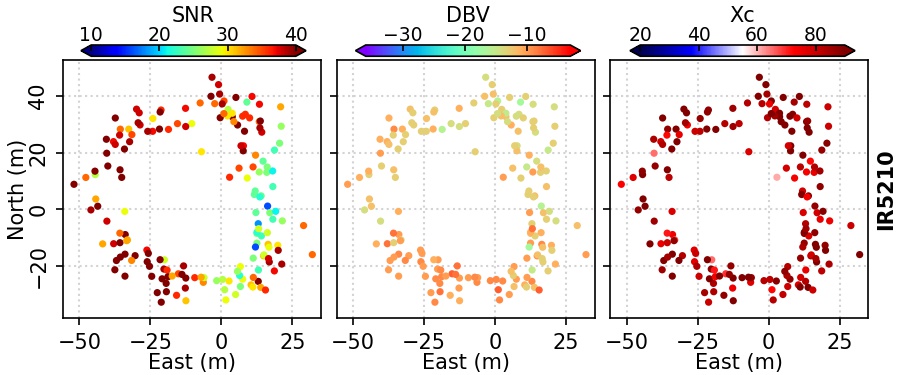 SNR DBV Xc
10 20 30 40 −30 −20 −10 20 40 60 80
40
20
0
−20
North (m)
IR5210
−50 −25 0 25 −50 −25 0 25 −50 −25 0 25
East (m) East (m) East (m)